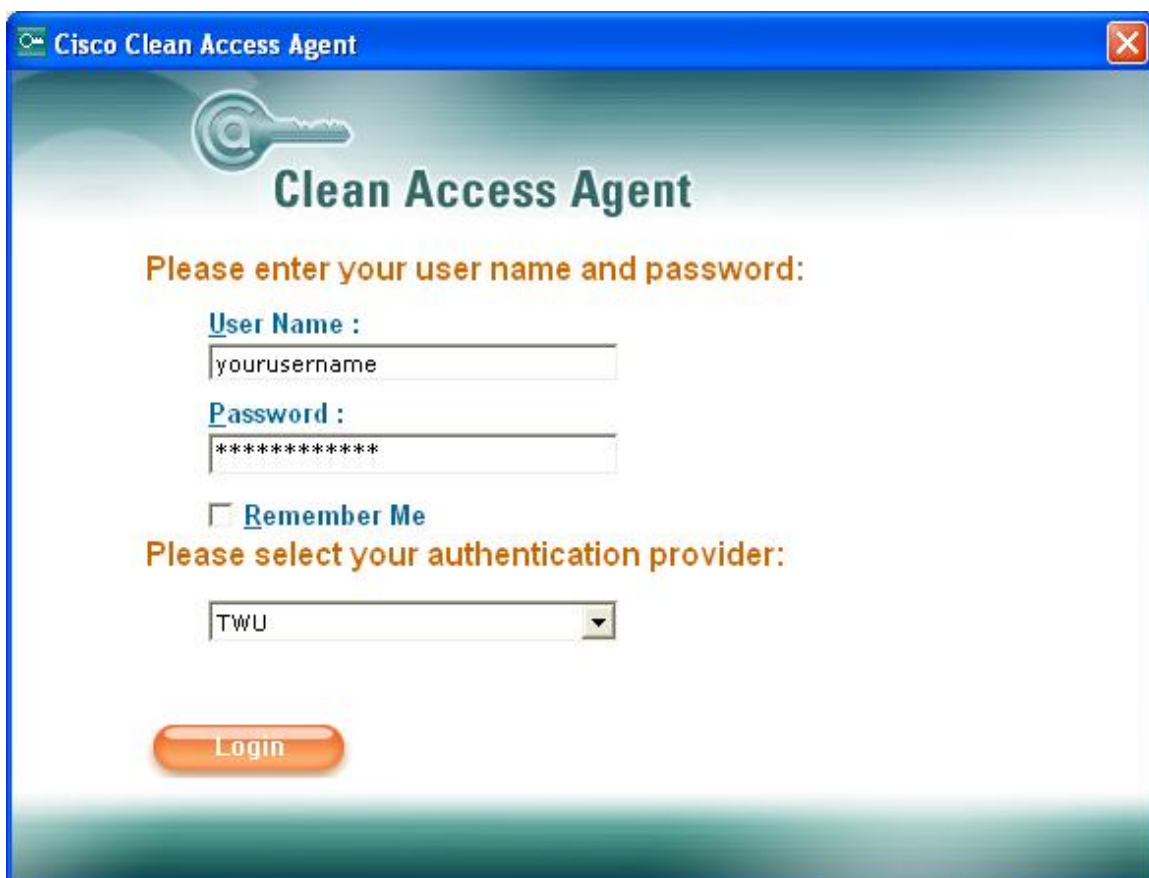 Cisco Clean Access Agent
@
Clean Access Agent
Please enter your user name and password:
User Name :
yourusername
Password :
************
Remember Me
Please select your authentication provider:
TWU
Login